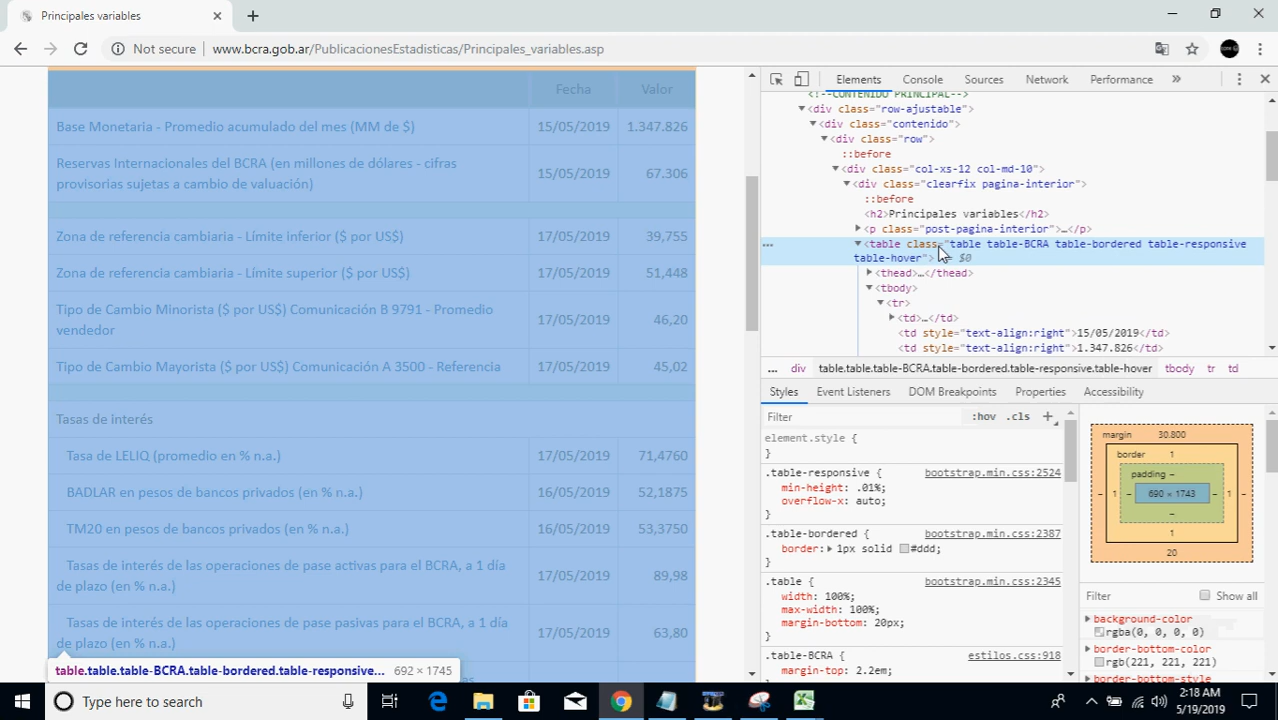 Principales variables
Not secure
www.bcra.gob.ar/PublicacionesEstadisticas/Principales_variables.asp
Fecha Valor
Base Monetaria - Promedio acumulado del mes (MM de $) 15/05/2019 1.347.826
Reservas Internacionales del BCRA (en millones de dólares - cifras
provisorias sujetas a cambio de valuación) 15/05/2019 67.306
Zona de referencia cambiaria - Límite inferior ($ por US$) 17/05/2019 39,755
Zona de referencia cambiaria - Límite superior ($ por US$) 17/05/2019 51,448
Tipo de Cambio Minorista ($ por US$) Comunicación B 9791 - Promedio
vendedor 17/05/2019 46,20
Tipo de Cambio Mayorista ($ por US$) Comunicación A 3500 - Referencia 17/05/2019 45,02
Tasas de interés
Tasa de LELIQ (promedio en % n.a.) 17/05/2019 71,4760
BADLAR en pesos de bancos privados (en % n.a.) 16/05/2019 52,1875
TM20 en pesos de bancos privados (en % n.a.) 16/05/2019 53,3750
Tasas de interés de las operaciones de pase activas para el BCRA, a 1 día
de plazo (en % n.a.) 17/05/2019 89,98
Tasas de interés de las operaciones de pase pasivas para el BCRA, a 1 día
de plazo (en % n.a.) 17/05/2019 63,80
table.table.table-BCRA.table-bordered.table-responsive... 692 × 1745
Elements Console Sources Network Performance »
<!--CONTENIDO PRINCIPAL-->
<div class="row-ajustable">
<div class="contenido">
<div class="row">
::before
<div class="col-xs-12 col-md-10">
<div class="clearfix pagina-interior">
::before
<h2>Principales variables</h2>
<p class="post-pagina-interior">…</p>
... <table class="table table-BCRA table-bordered table-responsive
table-hover"> == $0
<thead>…</thead>
<tbody>
<tr>
<td>…</td>
<td style="text-align:right">15/05/2019</td>
<td style="text-align:right">1.347.826</td>
... div table.table.table-BCRA.table-bordered.table-responsive.table-hover tbody tr td
Styles Event Listeners DOM Breakpoints Properties Accessibility
Filter :hov .cls +
element.style {
}
.table-responsive { bootstrap.min.css:2524
min-height: .01%;
overflow-x: auto;
}
.table-bordered { bootstrap.min.css:2387
border: 1px solid #ddd;
}
.table { bootstrap.min.css:2345
width: 100%;
max-width: 100%;
margin-bottom: 20px;
}
.table-BCRA { estilos.css:918
margin-top: 2.2em;
margin 30.800
border 1
padding –
– 1 – 690 × 1743 – 1 –
–
1
20
Filter Show all
background-color
rgba(0, 0, 0, 0)
border-bottom-color
rgb(221, 221, 221)
border-bottom-style
Type here to search
2:18 AM
5/19/2019